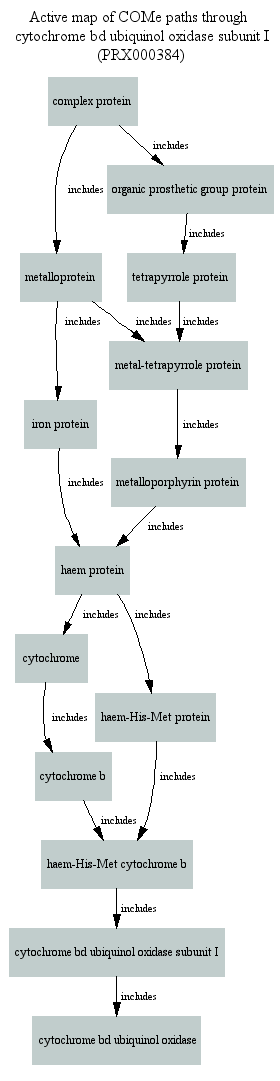 Active map of COMe paths through
cytochrome bd ubiquinol oxidase subunit I
(PRX000384)
complex protein
includes
includes
organic prosthetic group protein
includes
metalloprotein
tetrapyrrole protein
includes
includes
includes
metal-tetrapyrrole protein
iron protein
includes
includes
metalloporphyrin protein
includes
haem protein
includes
includes
cytochrome
haem-His-Met protein
includes
cytochrome b
includes
includes
haem-His-Met cytochrome b
includes
cytochrome bd ubiquinol oxidase subunit I
includes
cytochrome bd ubiquinol oxidase